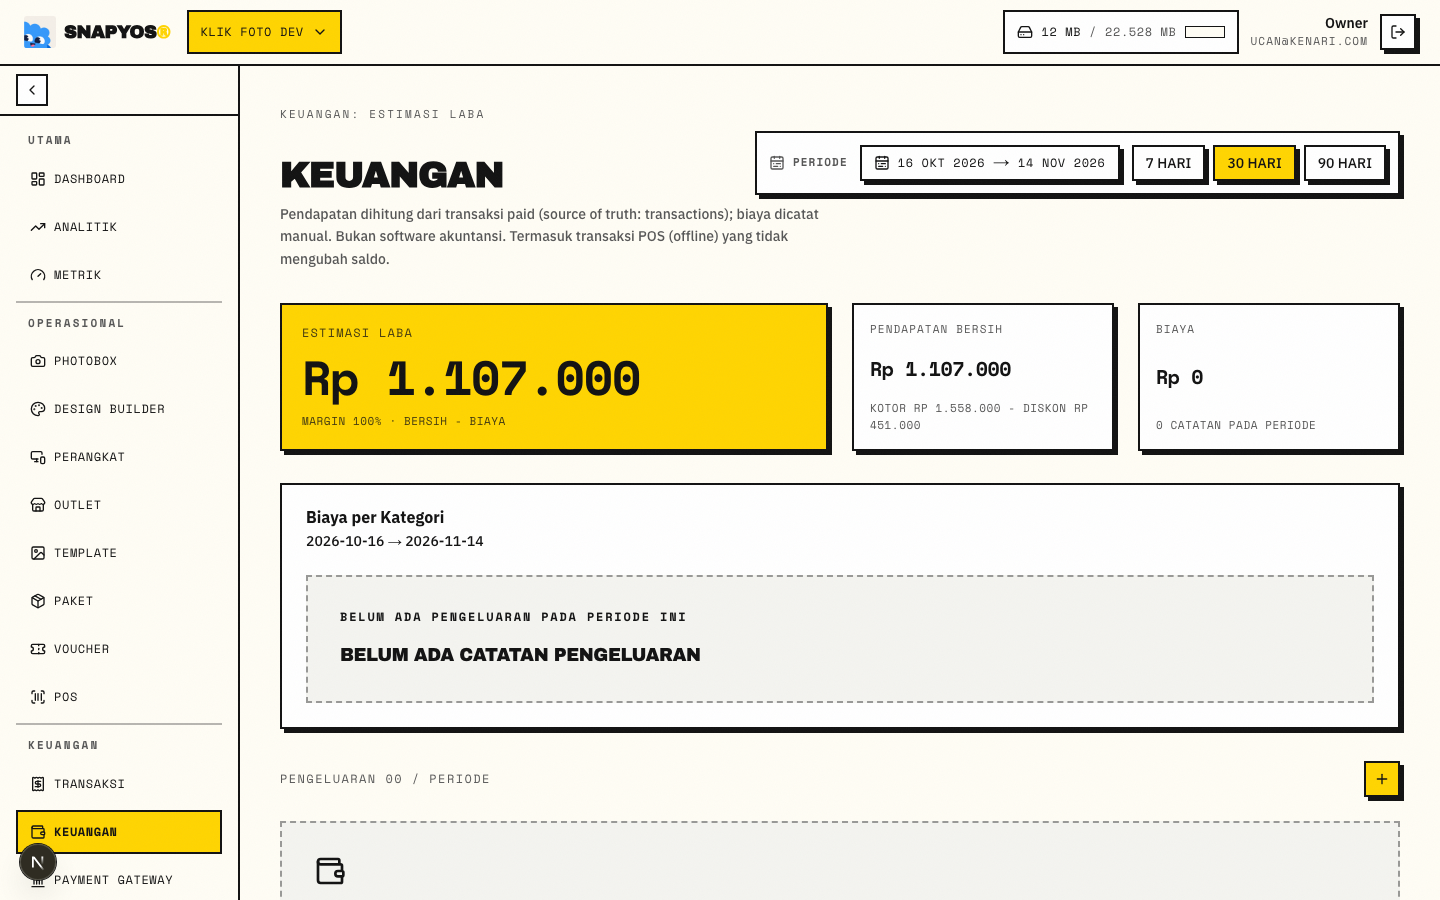 SNAPYOS®
KLIK FOTO DEV
12 MB / 22.528 MB
Owner
UCAN@KENARI.COM
UTAMA
DASHBOARD
ANALITIK
METRIK
OPERASIONAL
PHOTOBOX
DESIGN BUILDER
PERANGKAT
OUTLET
TEMPLATE
PAKET
VOUCHER
POS
KEUANGAN
TRANSAKSI
KEUANGAN
PAYMENT GATEWAY
N
KEUANGAN: ESTIMASI LABA
KEUANGAN
PERIODE
16 OKT 2026 → 14 NOV 2026
7 HARI
30 HARI
90 HARI
Pendapatan dihitung dari transaksi paid (source of truth: transactions); biaya dicatat
manual. Bukan software akuntansi. Termasuk transaksi POS (offline) yang tidak
mengubah saldo.
ESTIMASI LABA
Rp 1.107.000
MARGIN 100% · BERSIH - BIAYA
PENDAPATAN BERSIH
Rp 1.107.000
KOTOR RP 1.558.000 - DISKON RP
451.000
BIAYA
Rp 0
0 CATATAN PADA PERIODE
Biaya per Kategori
2026-10-16 → 2026-11-14
BELUM ADA PENGELUARAN PADA PERIODE INI
BELUM ADA CATATAN PENGELUARAN
PENGELUARAN 00 / PERIODE